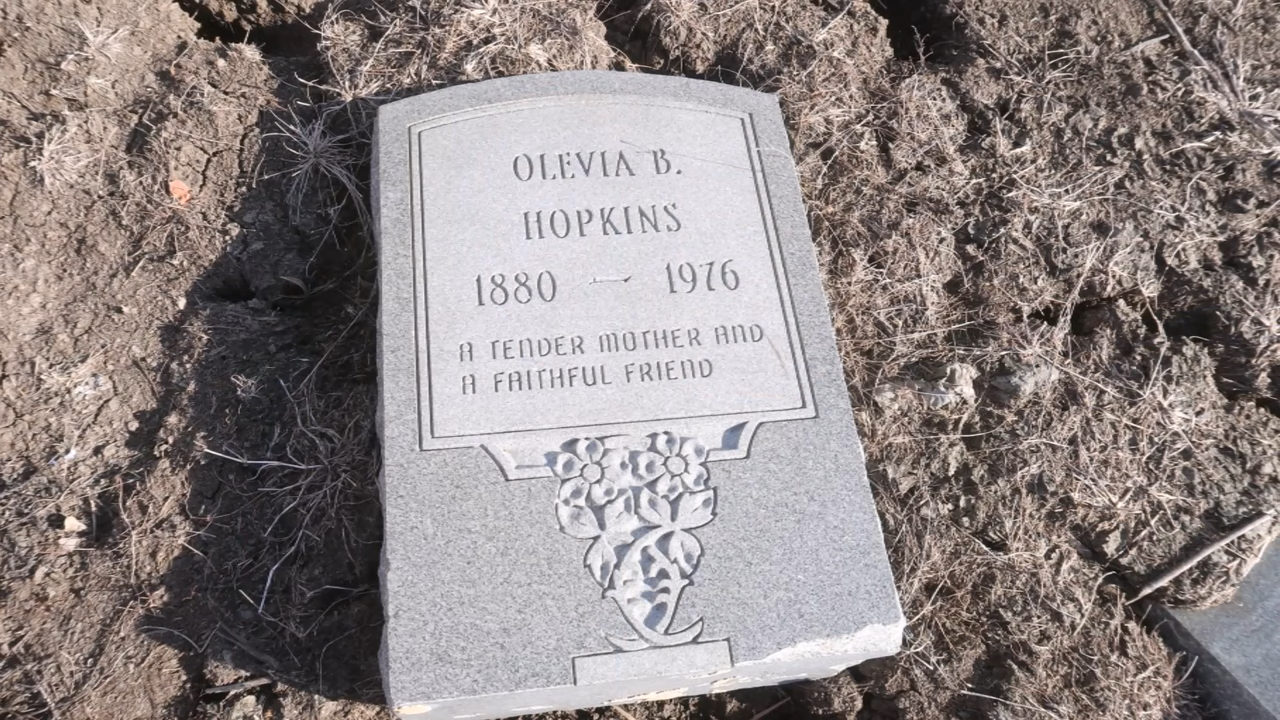 OLEVIA B.
HOPKINS
1880 — 1976
A TENDER MOTHER AND
A FAITHFUL FRIEND